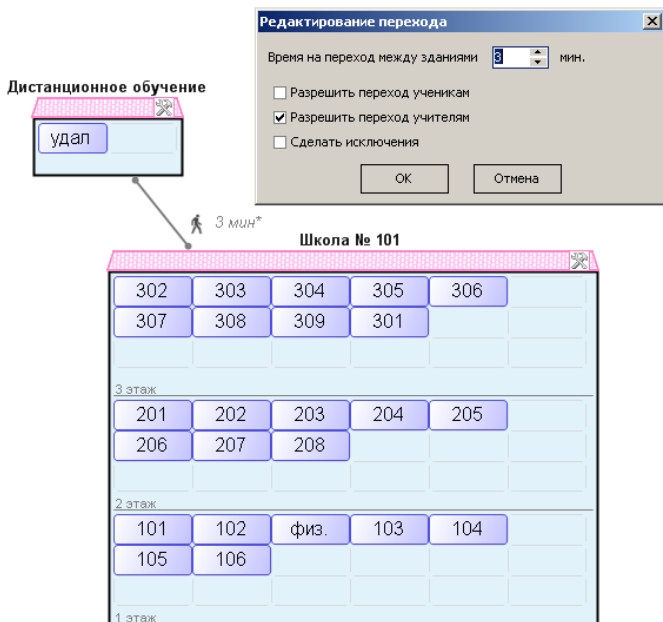 Редактирование перехода
Время на переход между зданиями 3 мин.
Разрешить переход ученикам
Разрешить переход учителям
Сделать исключения
ОК Отмена
Дистанционное обучение
удал
3 мин*
Школа № 101
302 303 304 305 306
307 308 309 301
3 этаж
201 202 203 204 205
206 207 208
2 этаж
101 102 физ. 103 104
105 106
1 этаж